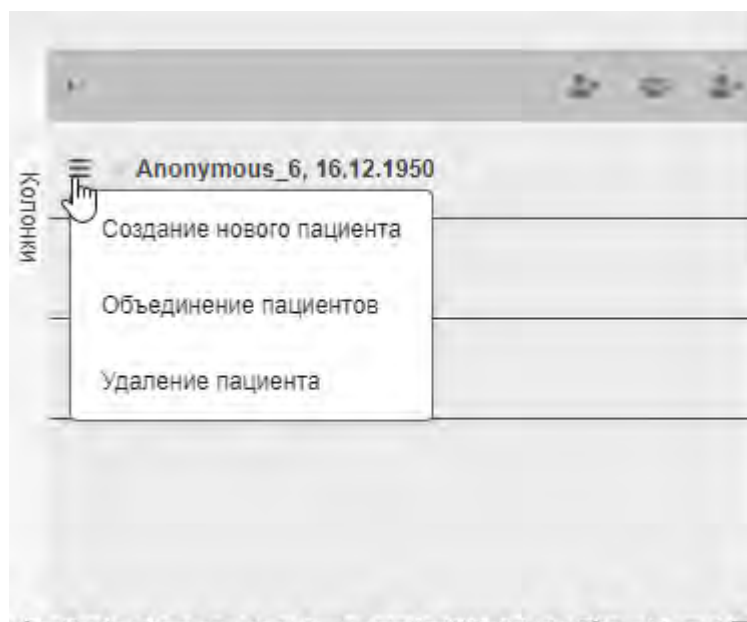 Колонки
Anonymous_6, 16.12.1950
Создание нового пациента
Объединение пациентов
Удаление пациента